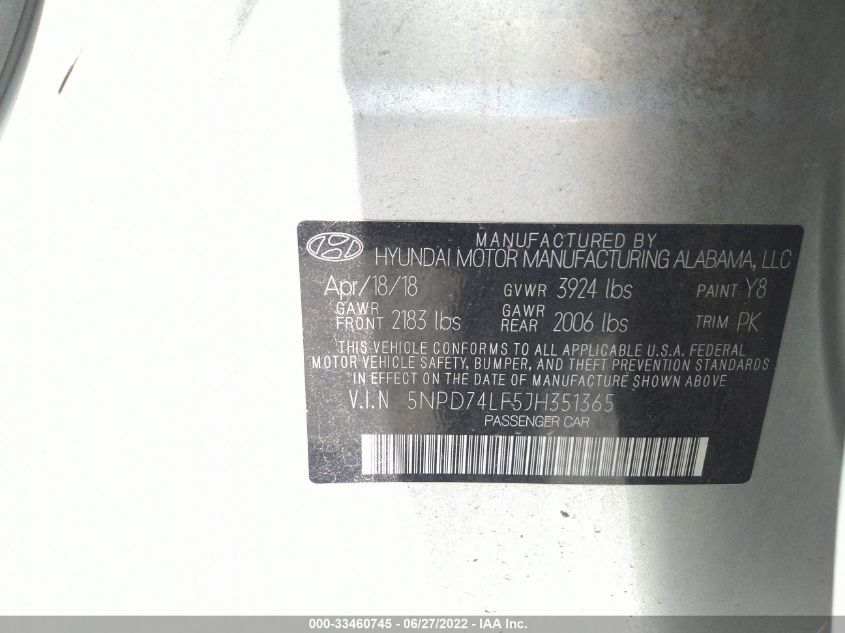 MANUFACTURED BY
HYUNDAI MOTOR MANUFACTURING ALABAMA, LLC
Apr/18/18 GVWR 3924 lbs PAINT Y8
GAWR FRONT 2183 lbs GAWR REAR 2006 lbs TRIM PK
THIS VEHICLE CONFORMS TO ALL APPLICABLE U.S.A. FEDERAL
MOTOR VEHICLE SAFETY, BUMPER, AND THEFT PREVENTION STANDARDS
IN EFFECT ON THE DATE OF MANUFACTURE SHOWN ABOVE
V.I.N 5NPD74LF5JH351365
PASSENGER CAR
000-33460745 - 06/27/2022 - IAA Inc.